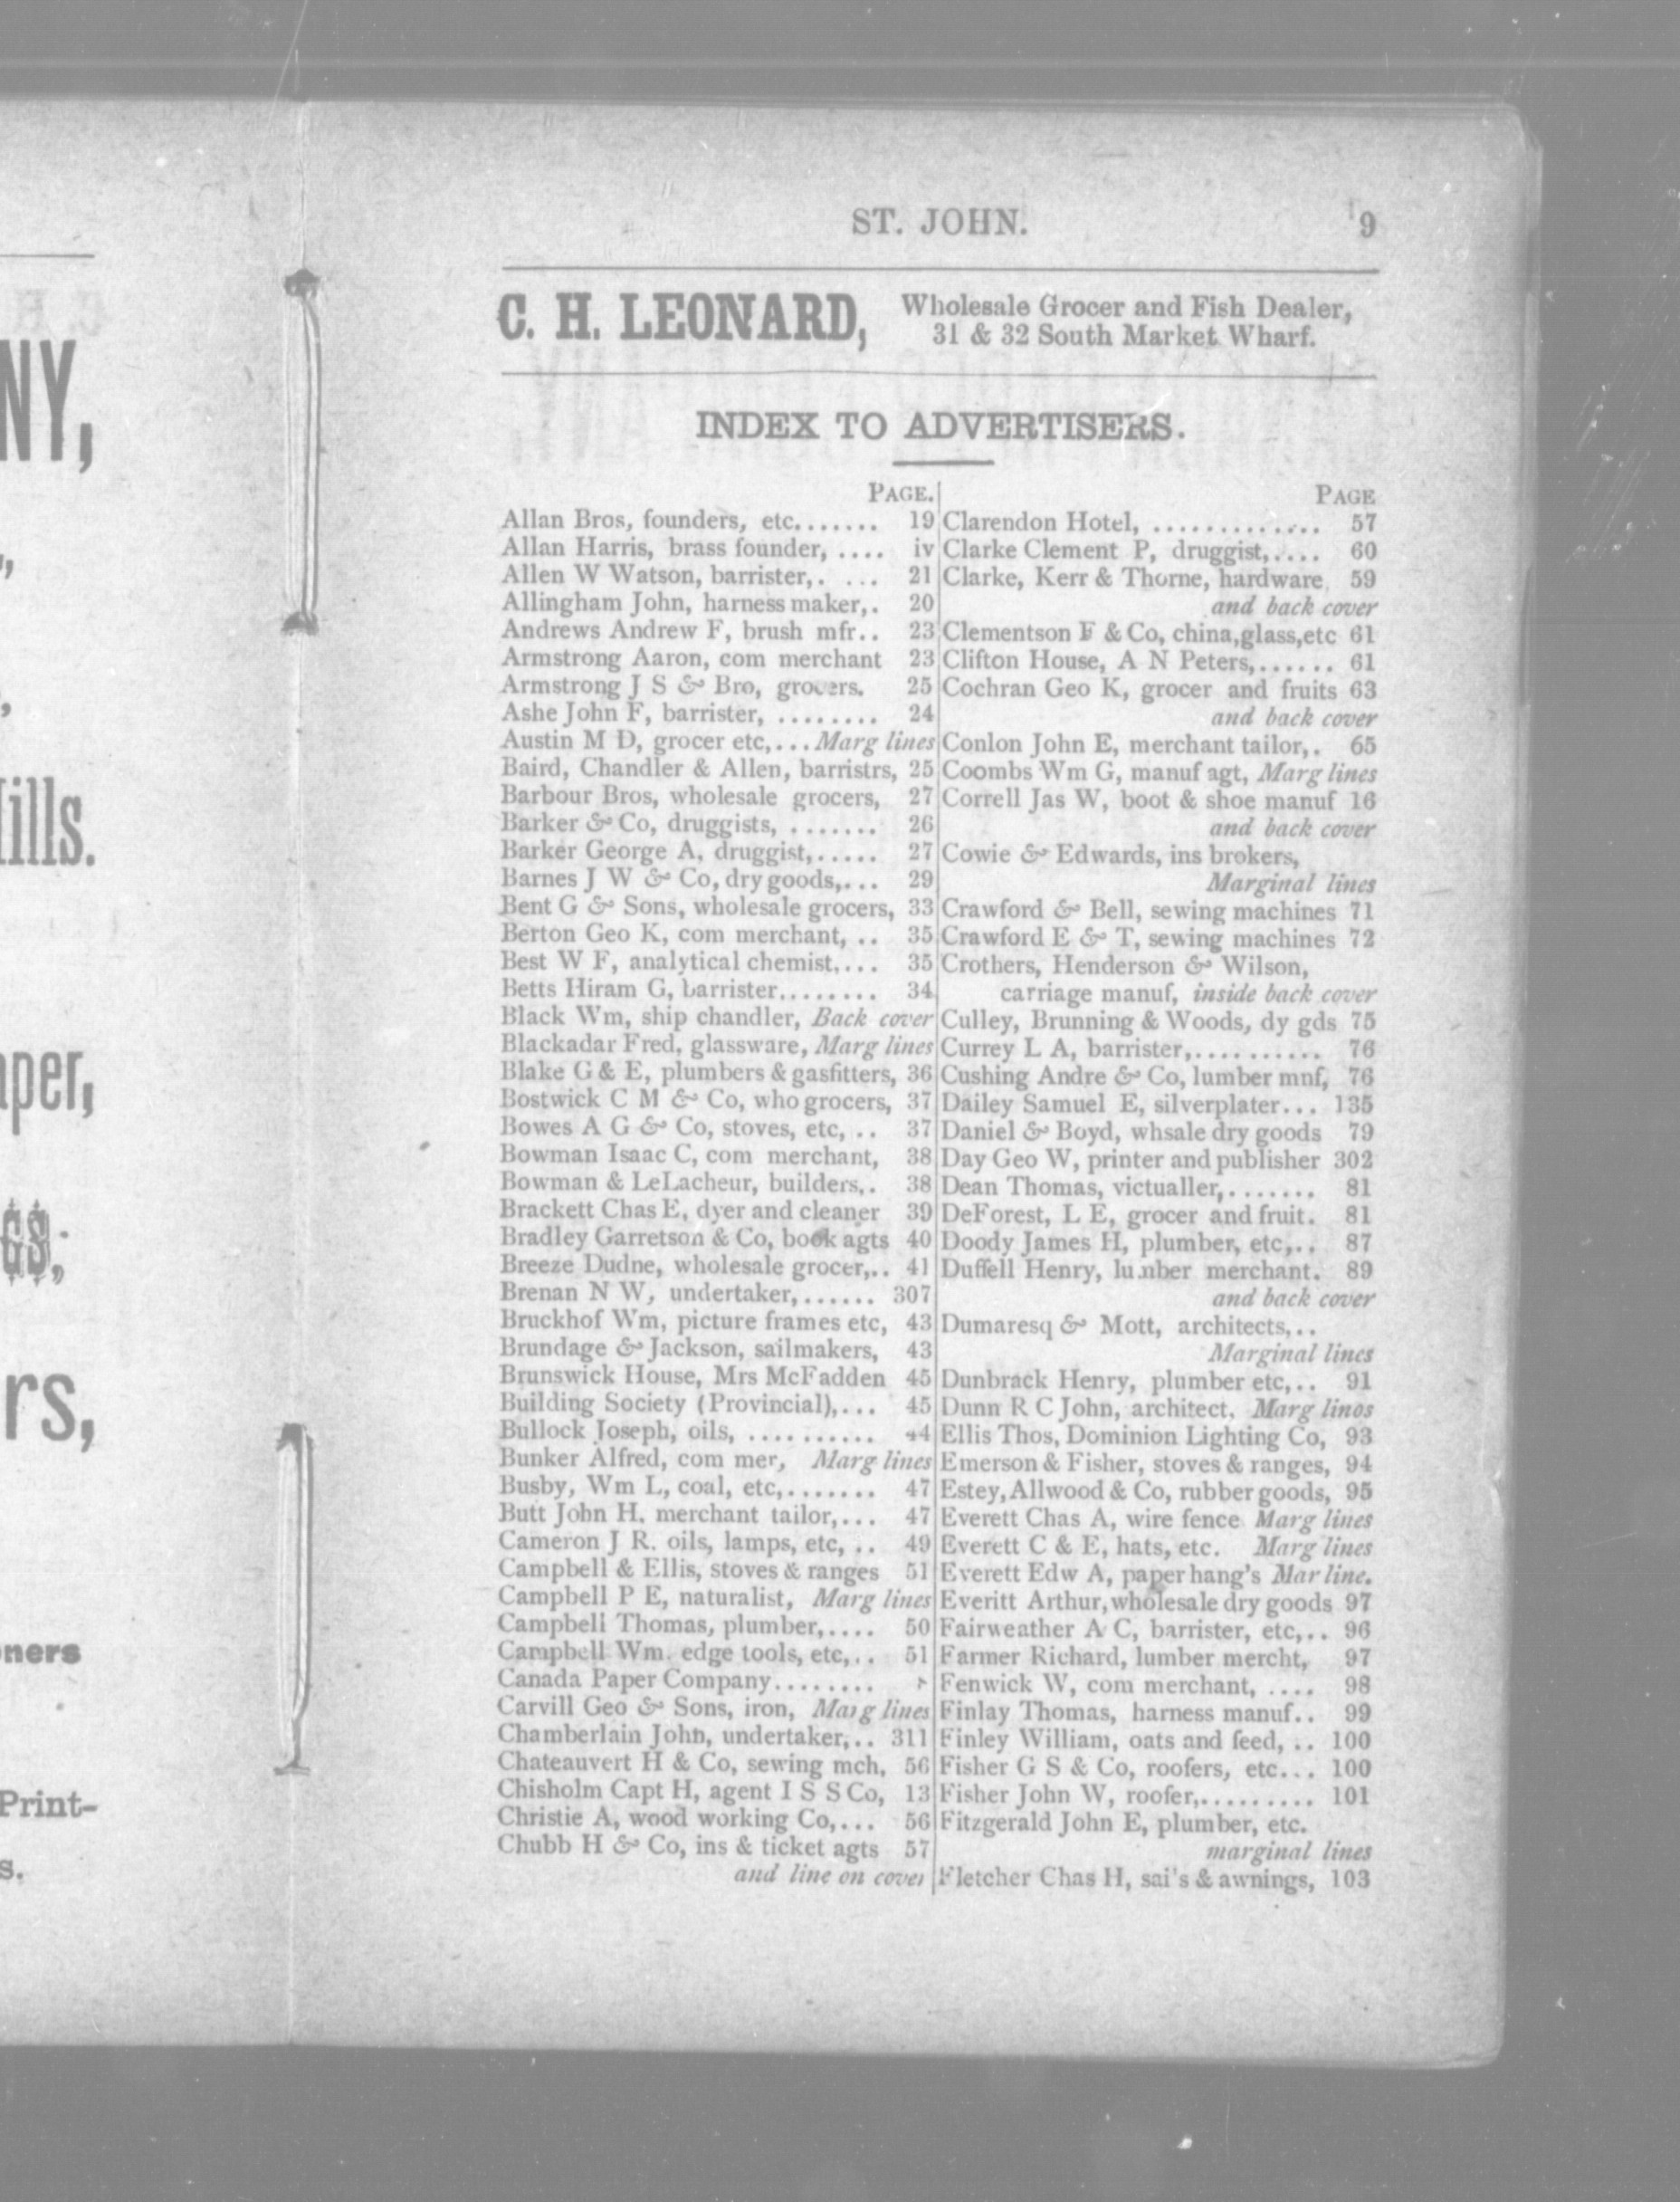 NY,
ills.
aper,
GS;
rs,
ners
Print-
s.
ST. JOHN. 9
C. H. LEONARD, Wholesale Grocer and Fish Dealer,
31 & 32 South Market Wharf.
INDEX TO ADVERTISERS.
PAGE.
Allan Bros, founders, etc....... 19
Allan Harris, brass founder, .... iv
Allen W Watson, barrister,. ... 21
Allingham John, harness maker,. 20
Andrews Andrew F, brush mfr.. 23
Armstrong Aaron, com merchant 23
Armstrong J S & Bro, grocers. 25
Ashe John F, barrister, ........ 24
Austin M D, grocer etc,...Marg lines
Baird, Chandler & Allen, barristrs, 25
Barbour Bros, wholesale grocers, 27
Barker & Co, druggists, ....... 26
Barker George A, druggist,..... 27
Barnes J W & Co, dry goods,... 29
Bent G & Sons, wholesale grocers, 33
Berton Geo K, com merchant, .. 35
Best W F, analytical chemist,... 35
Betts Hiram G, barrister........ 34
Black Wm, ship chandler, Back cover
Blackadar Fred, glassware, Marg lines
Blake G & E, plumbers & gasfitters, 36
Bostwick C M & Co, who grocers, 37
Bowes A G & Co, stoves, etc, .. 37
Bowman Isaac C, com merchant, 38
Bowman & LeLacheur, builders,. 38
Brackett Chas E, dyer and cleaner 39
Bradley Garretson & Co, book agts 40
Breeze Dudne, wholesale grocer,.. 41
Brenan N W, undertaker,...... 307
Bruckhof Wm, picture frames etc, 43
Brundage & Jackson, sailmakers, 43
Brunswick House, Mrs McFadden 45
Building Society (Provincial),... 45
Bullock Joseph, oils, .......... 44
Bunker Alfred, com mer, Marg lines
Busby, Wm L, coal, etc,....... 47
Butt John H, merchant tailor,... 47
Cameron J R. oils, lamps, etc, .. 49
Campbell & Ellis, stoves & ranges 51
Campbell P E, naturalist, Marg lines
Campbell Thomas, plumber,.... 50
Campbell Wm. edge tools, etc,.. 51
Canada Paper Company........
Carvill Geo & Sons, iron, Marg lines
Chamberlain John, undertaker,.. 311
Chateauvert H & Co, sewing mch, 56
Chisholm Capt H, agent I S S Co, 13
Christie A, wood working Co,... 56
Chubb H & Co, ins & ticket agts 57
and line on cover
PAGE
Clarendon Hotel, ............. 57
Clarke Clement P, druggist,.... 60
Clarke, Kerr & Thorne, hardware 59
and back cover
Clementson F & Co, china,glass,etc 61
Clifton House, A N Peters,...... 61
Cochran Geo K, grocer and fruits 63
and back cover
Conlon John E, merchant tailor,. 65
Coombs Wm G, manuf agt, Marg lines
Correll Jas W, boot & shoe manuf 16
and back cover
Cowie & Edwards, ins brokers,
Marginal lines
Crawford & Bell, sewing machines 71
Crawford E & T, sewing machines 72
Crothers, Henderson & Wilson,
carriage manuf, inside back cover
Culley, Brunning & Woods, dy gds 75
Currey L A, barrister,.......... 76
Cushing Andre & Co, lumber mnf, 76
Dailey Samuel E, silverplater... 135
Daniel & Boyd, whsale dry goods 79
Day Geo W, printer and publisher 302
Dean Thomas, victualler,....... 81
DeForest, L E, grocer and fruit. 81
Doody James H, plumber, etc,.. 87
Duffell Henry, lumber merchant. 89
and back cover
Dumaresq & Mott, architects,..
Marginal lines
Dunbrack Henry, plumber etc,.. 91
Dunn R C John, architect, Marg linos
Ellis Thos, Dominion Lighting Co, 93
Emerson & Fisher, stoves & ranges, 94
Estey, Allwood & Co, rubber goods, 95
Everett Chas A, wire fence Marg lines
Everett C & E, hats, etc. Marg lines
Everett Edw A, paper hang's Mar line.
Everitt Arthur, wholesale dry goods 97
Fairweather A C, barrister, etc,.. 96
Farmer Richard, lumber mercht, 97
Fenwick W, com merchant, .... 98
Finlay Thomas, harness manuf.. 99
Finley William, oats and feed, .. 100
Fisher G S & Co, roofers, etc... 100
Fisher John W, roofer,......... 101
Fitzgerald John E, plumber, etc.
marginal lines
Fletcher Chas H, sai's & awnings, 103